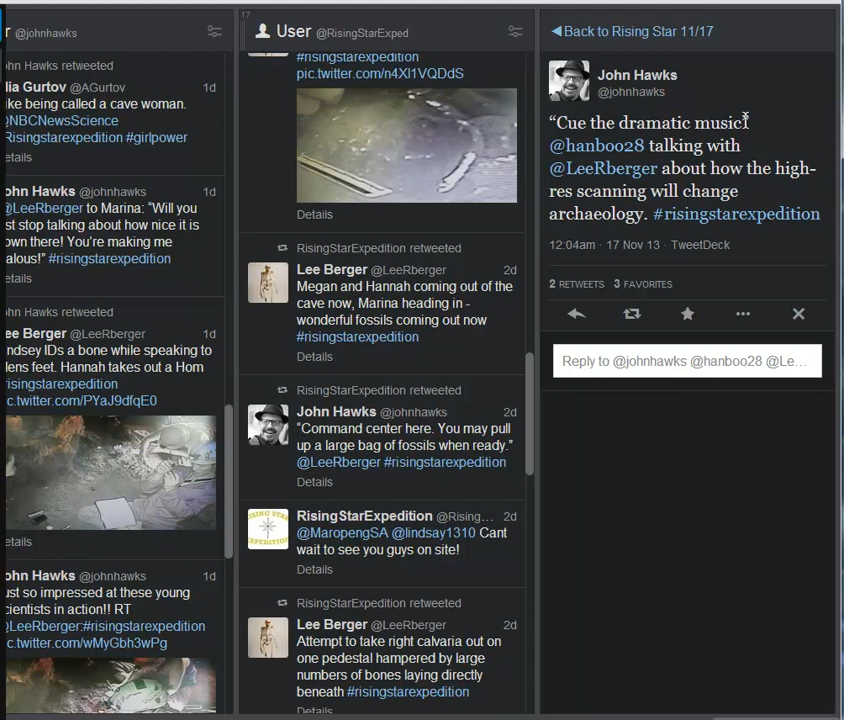 r @johnhawks
ohn Hawks retweeted
lia Gurtov @AGurtov 1d
ike being called a cave woman.
@NBCNewsScience
Risingstarexpedition #girlpower
etails
ohn Hawks @johnhawks 1d
@LeeRberger to Marina: “Will you
st stop talking about how nice it is
own there! You’re making me
alous!” #risingstarexpedition
etails
ohn Hawks retweeted
ee Berger @LeeRberger 1d
ndsey IDs a bone while speaking to
lens feet. Hannah takes out a Hom
risingstarexpedition
c.twitter.com/PYaJ9dfqE0
etails
ohn Hawks @johnhawks 1d
ust so impressed at these young
cientists in action!! RT
@LeeRberger:#risingstarexpedition
c.twitter.com/wMyGbh3wPg
17
User @RisingStarExped
#risingstarexpedition
pic.twitter.com/n4Xl1VQDdS
Details
RisingStarExpedition retweeted
Lee Berger @LeeRberger 2d
Megan and Hannah coming out of the
cave now, Marina heading in -
wonderful fossils coming out now
#risingstarexpedition
Details
RisingStarExpedition retweeted
John Hawks @johnhawks 2d
“Command center here. You may pull
up a large bag of fossils when ready.”
@LeeRberger #risingstarexpedition
Details
RISING STAR
EXPEDITION
RisingStarExpedition @Rising... 2d
@MaropengSA @lindsay1310 Cant
wait to see you guys on site!
Details
RisingStarExpedition retweeted
Lee Berger @LeeRberger 2d
Attempt to take right calvaria out on
one pedestal hampered by large
numbers of bones laying directly
beneath #risingstarexpedition
Details
Back to Rising Star 11/17
John Hawks
@johnhawks
“Cue the dramatic music!
@hanboo28 talking with
@LeeRberger about how the high-
res scanning will change
archaeology. #risingstarexpedition
12:04am · 17 Nov 13 · TweetDeck
2 RETWEETS 3 FAVORITES
Reply to @johnhawks @hanboo28 @Le...